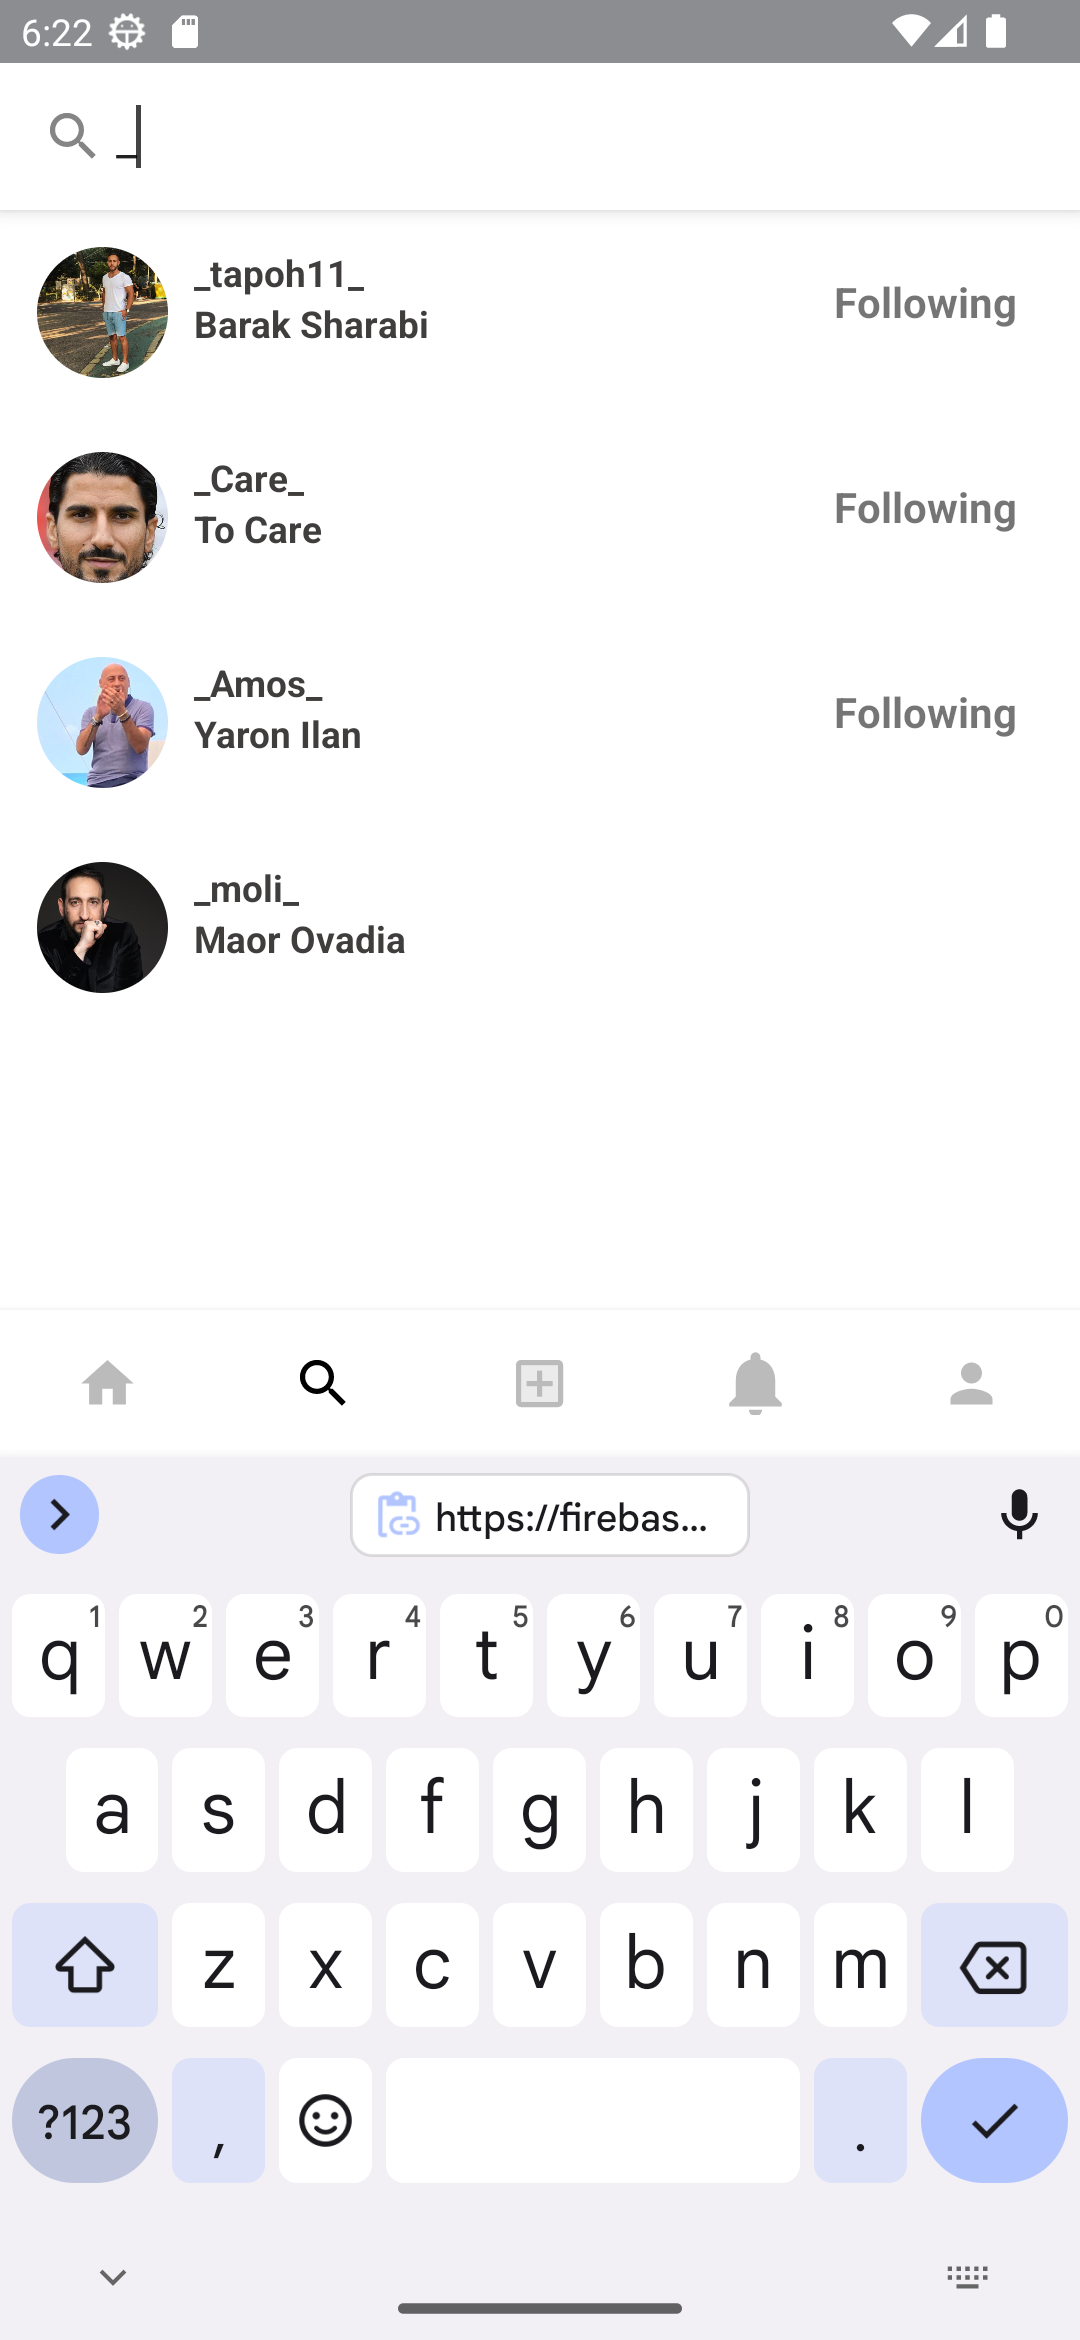 6:22
_
_tapoh11_
Barak Sharabi
Following
_Care_
To Care
Following
_Amos_
Yaron Ilan
Following
_moli_
Maor Ovadia
https://firebas...
q1 w2 e3 r4 t5 y6 u7 i8 o9 p0
a s d f g h j k l
z x c v b n m
?123 , .